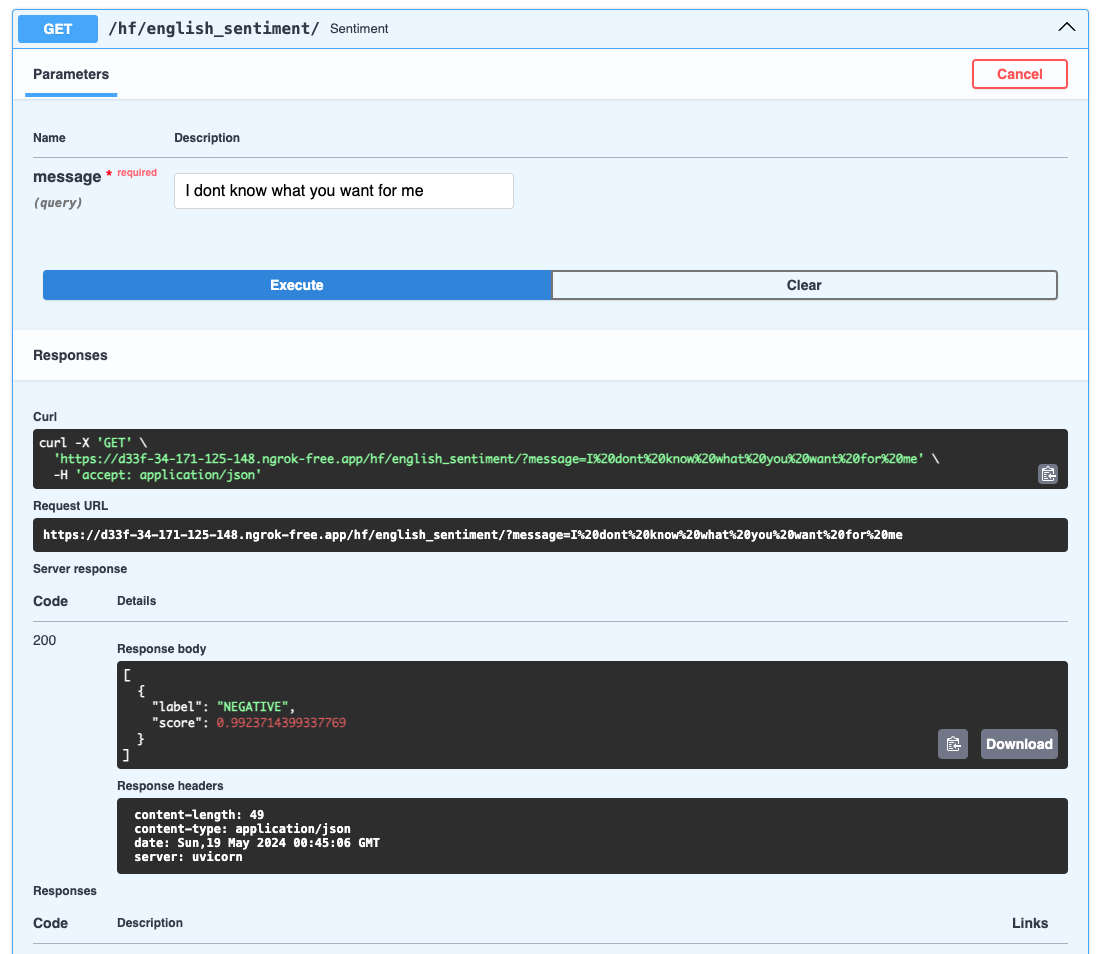 GET /hf/english_sentiment/ Sentiment
Parameters Cancel
Name Description
message * required
(query)
I dont know what you want for me
Execute Clear
Responses
Curl
curl -X 'GET' \
'https://d33f-34-171-125-148.ngrok-free.app/hf/english_sentiment/?message=I%20dont%20know%20what%20you%20want%20for%20me' \
-H 'accept: application/json'
Request URL
https://d33f-34-171-125-148.ngrok-free.app/hf/english_sentiment/?message=I%20dont%20know%20what%20you%20want%20for%20me
Server response
Code Details
200
Response body
[
{
"label": "NEGATIVE",
"score": 0.9923714399337769
}
]
Download
Response headers
content-length: 49
content-type: application/json
date: Sun,19 May 2024 00:45:06 GMT
server: uvicorn
Responses
Code Description Links